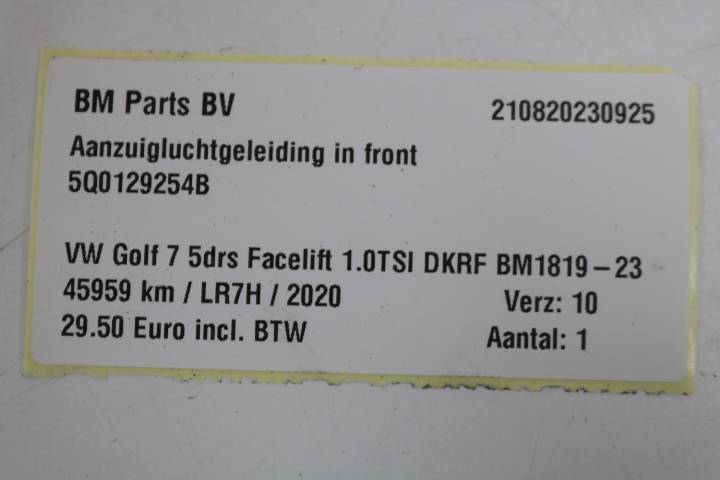 BM Parts BV 210820230925
Aanzuigluchtgeleiding in front
5Q0129254B
VW Golf 7 5drs Facelift 1.0TSI DKRF BM1819-23
45959 km / LR7H / 2020 Verz: 10
29.50 Euro incl. BTW Aantal: 1